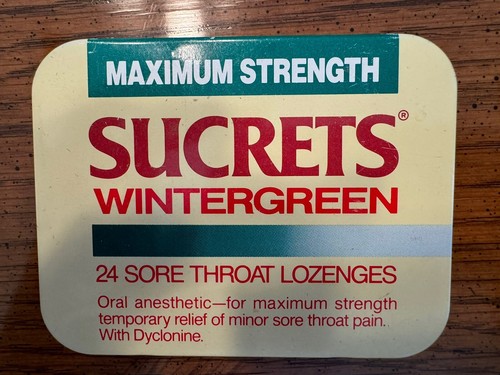 MAXIMUM STRENGTH
SUCRETS®
WINTERGREEN
24 SORE THROAT LOZENGES
Oral anesthetic—for maximum strength
temporary relief of minor sore throat pain.
With Dyclonine.